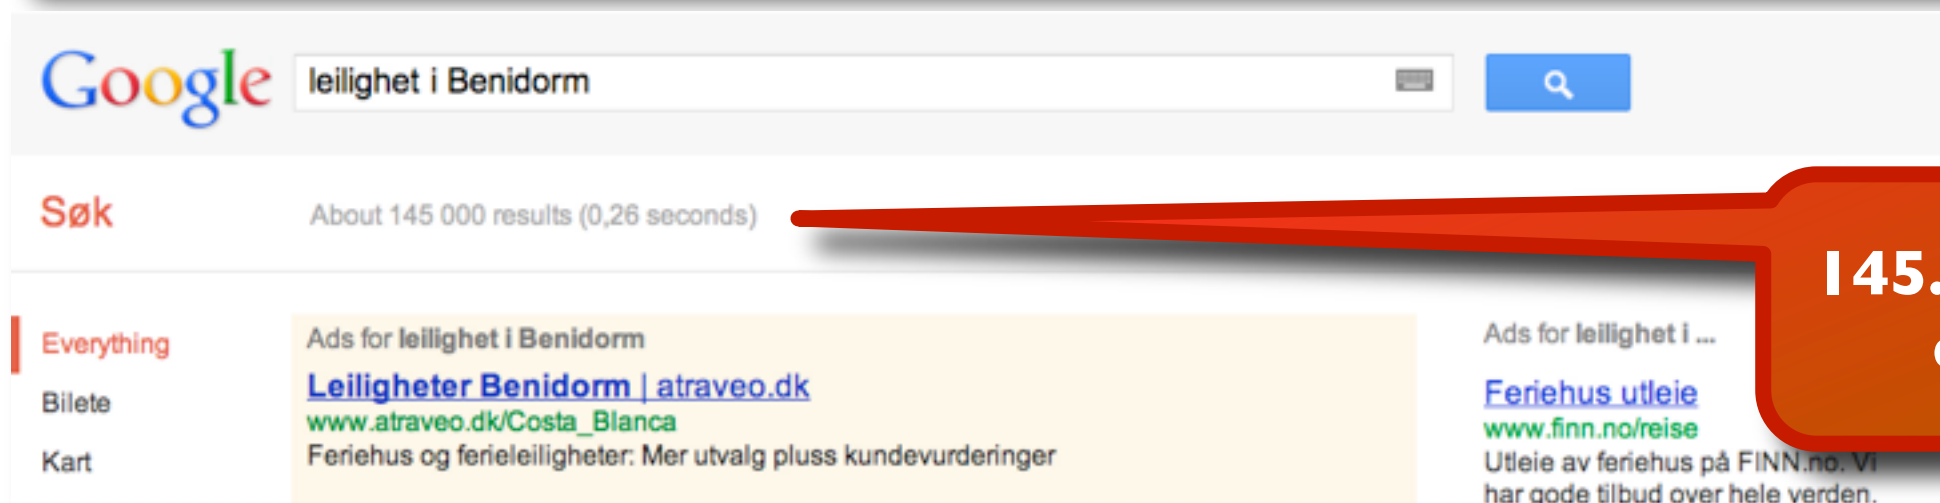 Google
leilighet i Benidorm
Søk
About 145 000 results (0,26 seconds)
145.
Everything
Bilete
Kart
Ads for leilighet i Benidorm
Leiligheter Benidorm | atraveo.dk
www.atraveo.dk/Costa_Blanca
Feriehus og ferieleiligheter: Mer utvalg pluss kundevurderinger
Ads for leilighet i ...
Feriehus utleie
www.finn.no/reise
Utleie av feriehus på FINN.no. Vi
har gode tilbud over hele verden.